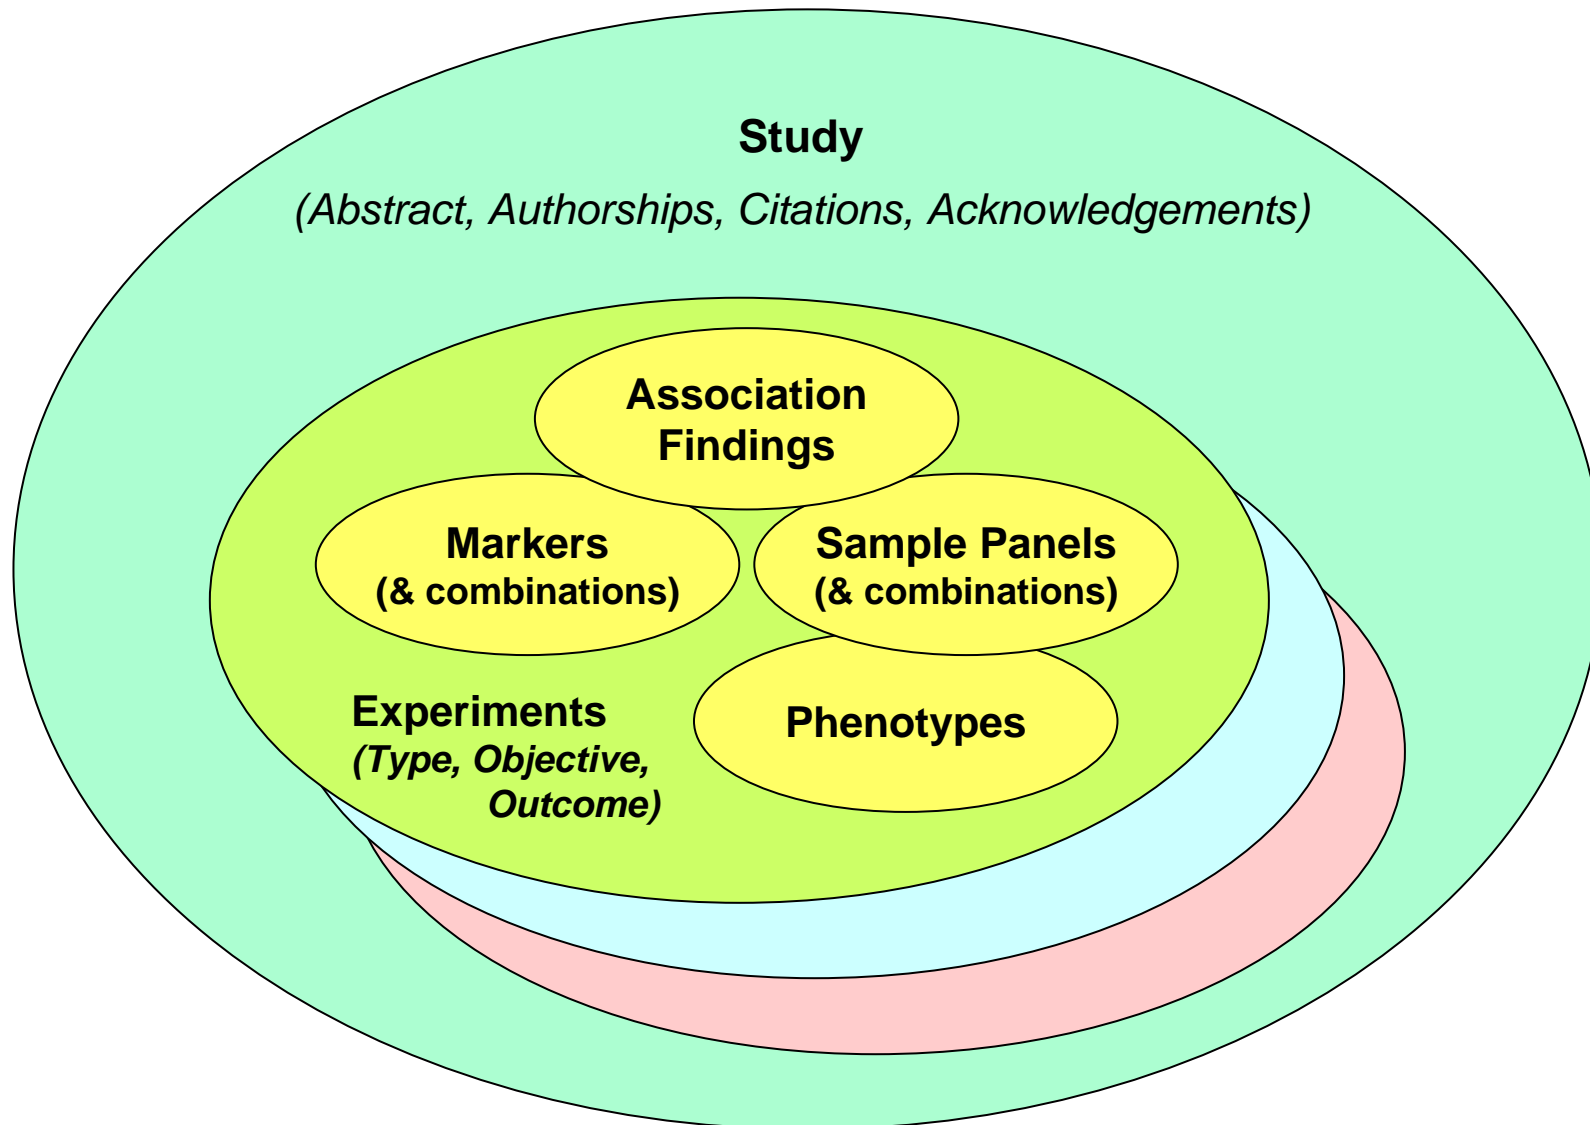 Study
(Abstract, Authorships, Citations, Acknowledgements)
Association
Findings
Markers
(& combinations)
Sample Panels
(& combinations)
Experiments
(Type, Objective,
Outcome)
Phenotypes